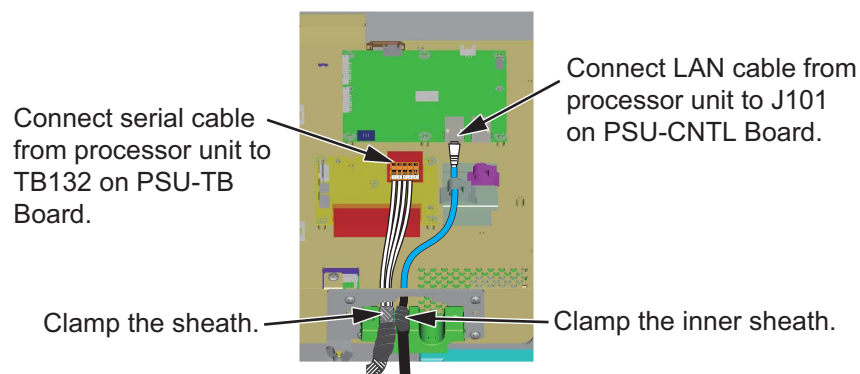 Connect serial cable
from processor unit to
TB132 on PSU-TB
Board.
Connect LAN cable from
processor unit to J101
on PSU-CNTL Board.
Clamp the sheath.
Clamp the inner sheath.